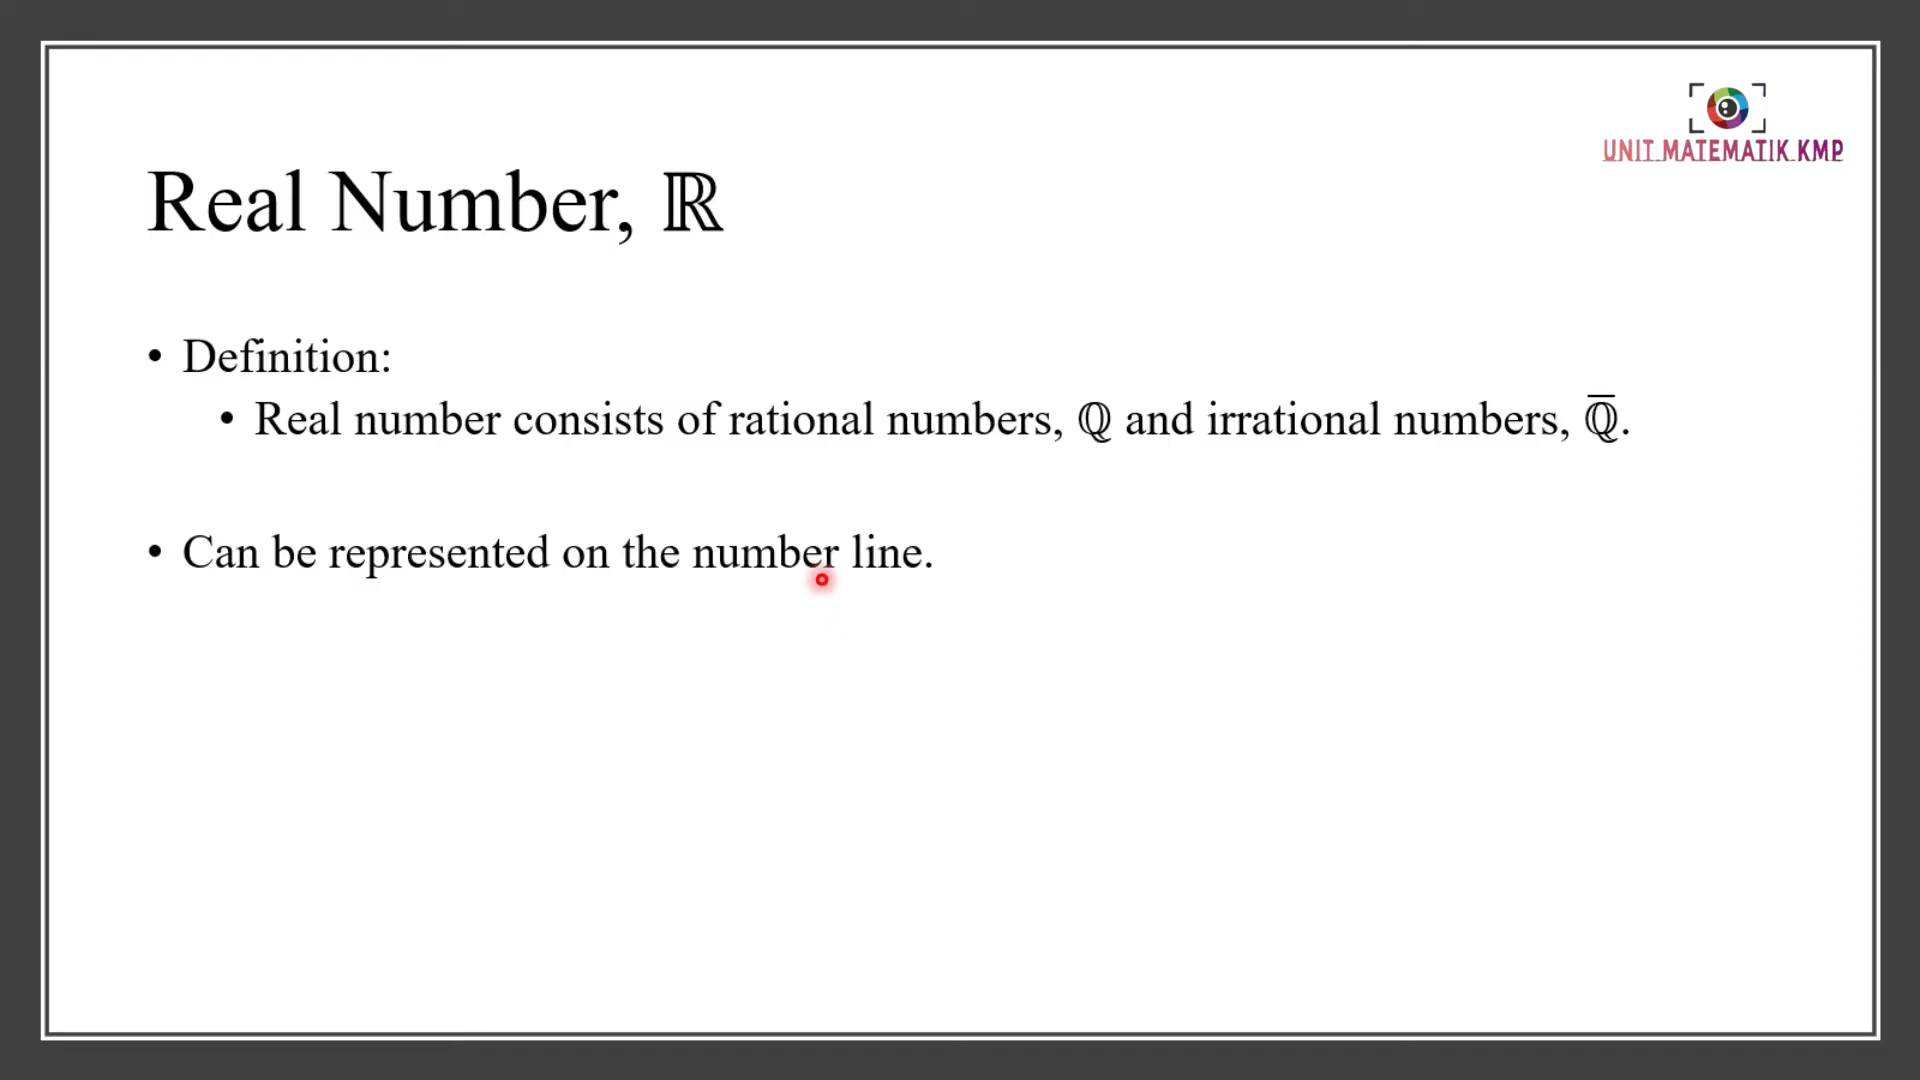 UNIT MATEMATIK KMP
Real Number, ℝ
• Definition:
• Real number consists of rational numbers, ℚ and irrational numbers, ℚ̅.
• Can be represented on the number line.